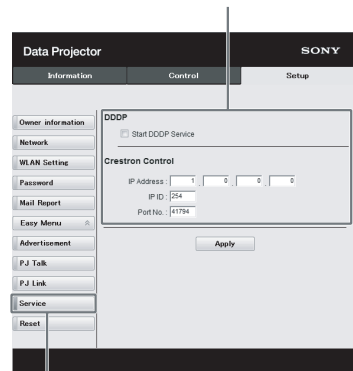 Data Projector
SONY
Information Control Setup
Owner information
Network
WLAN Setting
Password
Mail Report
Easy Menu
Advertisement
PJ Talk
PJ Link
Service
Reset
DDDP
Start DDDP Service
Crestron Control
IP Address : 1 . 0 . 0 . 0
IP ID : 254
Port No. : 41794
Apply